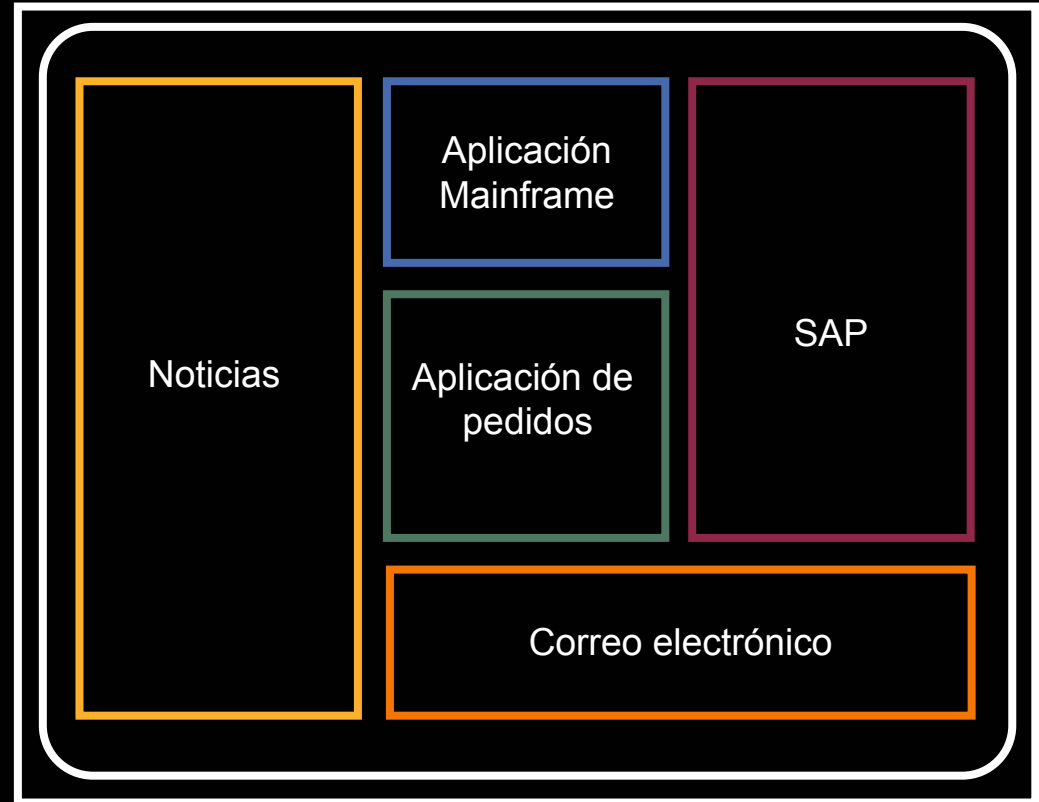 Noticias
Aplicación
Mainframe
Aplicación de
pedidos
SAP
Correo electrónico